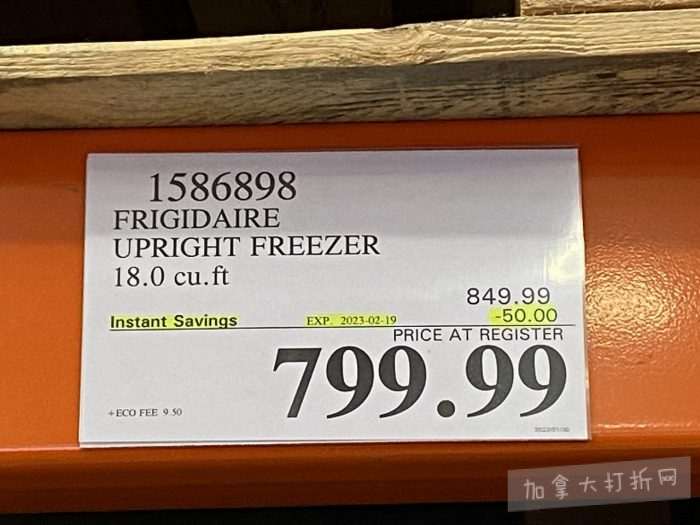 1586898
FRIGIDAIRE
UPRIGHT FREEZER
18.0 cu.ft
849.99
Instant Savings EXP. 2023-02-19 -50.00
PRICE AT REGISTER
799.99
+ECO FEE 9.50
加拿大打折网